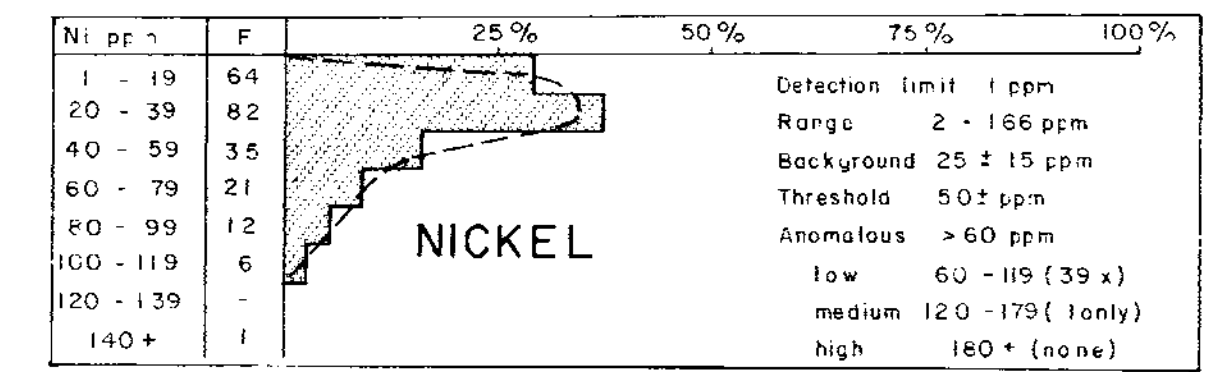 Ni ppm F 25% 50% 75% 100%
1 - 19 64
20 - 39 82
40 - 59 35
60 - 79 21
80 - 99 12
100 - 119 6
120 - 139 -
140+ 1
NICKEL
Detection limit 1 ppm
Range 2 - 166 ppm
Background 25 ± 15 ppm
Threshold 50± ppm
Anomalous >60 ppm
low 60 -119 (39 x)
medium 120 -179( 1only)
high 180 + (none)